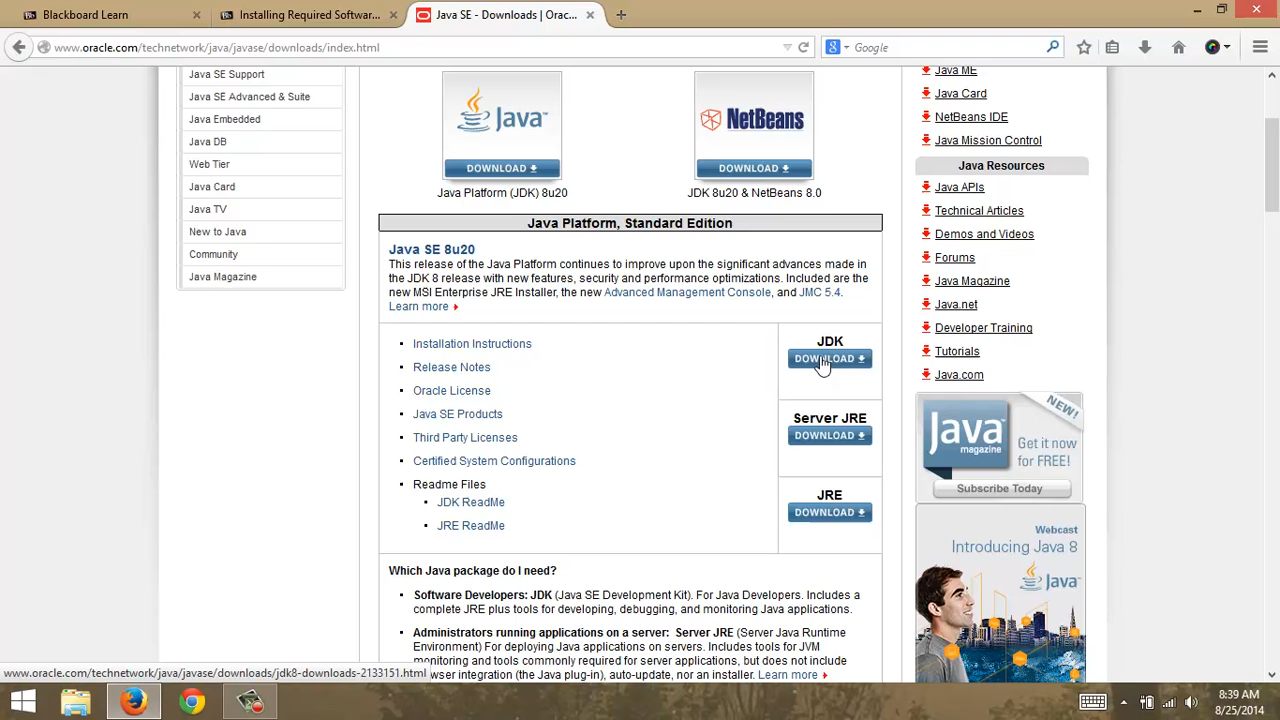 Blackboard Learn
Installing Required Softwar...
Java SE - Downloads | Orac...
www.oracle.com/technetwork/java/javase/downloads/index.html
Google
Java SE Support
Java SE Advanced & Suite
Java Embedded
Java DB
Web Tier
Java Card
Java TV
New to Java
Community
Java Magazine
Java
DOWNLOAD
Java Platform (JDK) 8u20
NetBeans
DOWNLOAD
JDK 8u20 & NetBeans 8.0
Java Platform, Standard Edition
Java SE 8u20
This release of the Java Platform continues to improve upon the significant advances made in
the JDK 8 release with new features, security and performance optimizations. Included are the
new MSI Enterprise JRE Installer, the new Advanced Management Console, and JMC 5.4.
Learn more
Installation Instructions
Release Notes
Oracle License
Java SE Products
Third Party Licenses
Certified System Configurations
Readme Files
JDK ReadMe
JRE ReadMe
JDK
DOWNLOAD
Server JRE
DOWNLOAD
JRE
DOWNLOAD
Which Java package do I need?
Software Developers: JDK (Java SE Development Kit). For Java Developers. Includes a
complete JRE plus tools for developing, debugging, and monitoring Java applications.
Administrators running applications on a server: Server JRE (Server Java Runtime
Environment) For deploying Java applications on servers. Includes tools for JVM
monitoring and tools commonly required for server applications, but does not include
browser integration (the Java plug-in), auto-update, nor an installer. Learn more
Java ME
Java Card
NetBeans IDE
Java Mission Control
Java Resources
Java APIs
Technical Articles
Demos and Videos
Forums
Java Magazine
Java.net
Developer Training
Tutorials
Java.com
NEW!
Java
magazine
Get it now
for FREE!
Subscribe Today
Webcast
Introducing Java 8
Java
www.oracle.com/technetwork/java/javase/downloads/jdk8-downloads-2133151.html
8:39 AM
8/25/2014